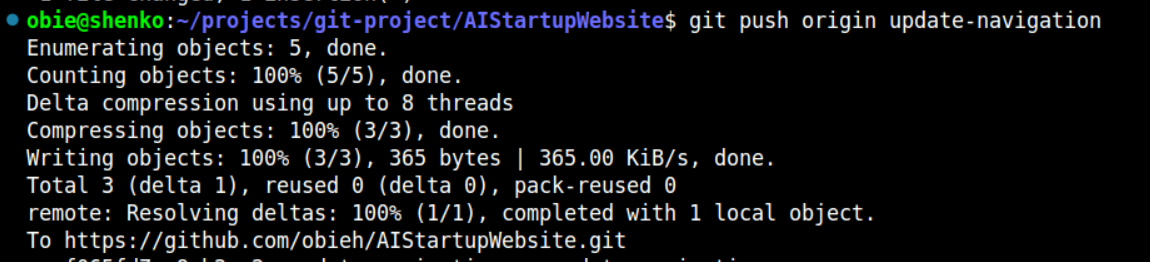 obie@shenko:~/projects/git-project/AIStartupWebsite$ git push origin update-navigation
Enumerating objects: 5, done.
Counting objects: 100% (5/5), done.
Delta compression using up to 8 threads
Compressing objects: 100% (3/3), done.
Writing objects: 100% (3/3), 365 bytes | 365.00 KiB/s, done.
Total 3 (delta 1), reused 0 (delta 0), pack-reused 0
remote: Resolving deltas: 100% (1/1), completed with 1 local object.
To https://github.com/obieh/AIStartupWebsite.git